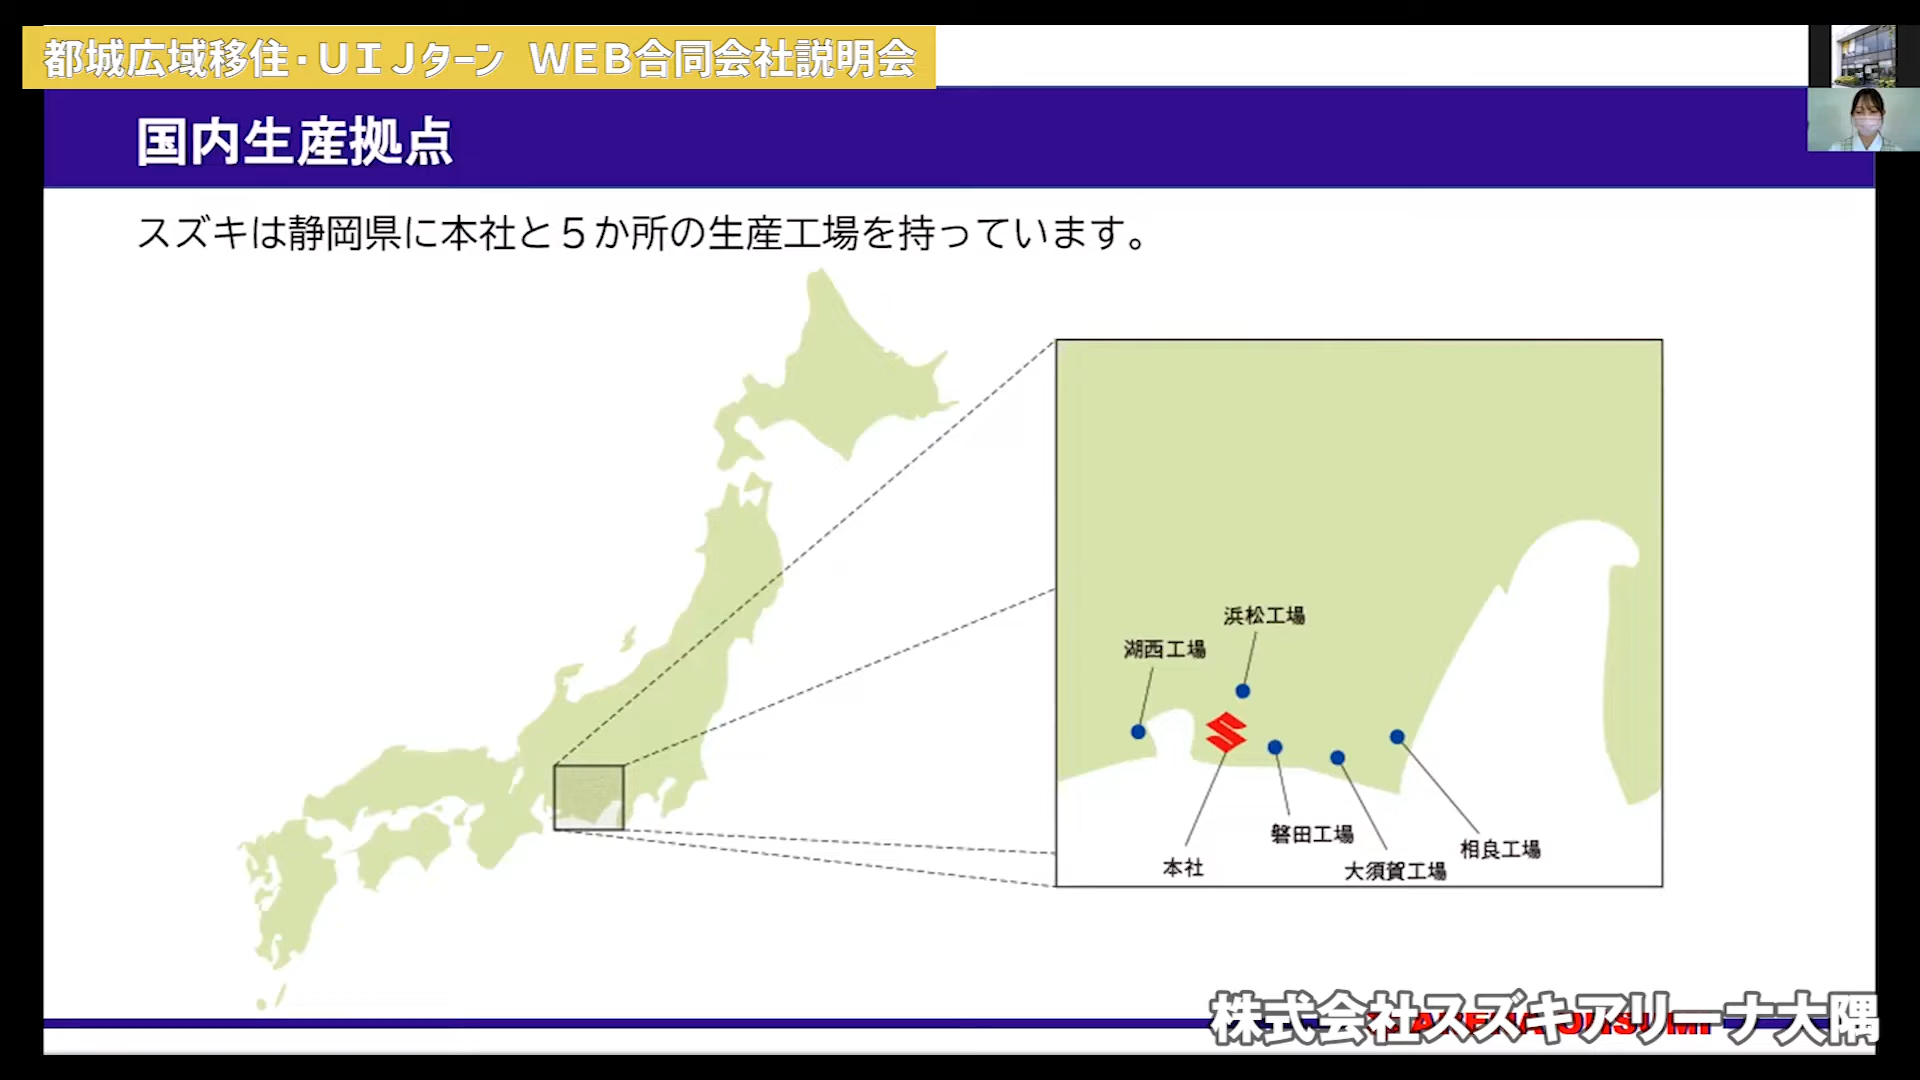 都城広域移住・UIJターン WEB合同会社説明会
国内生産拠点
スズキは静岡県に本社と５か所の生産工場を持っています。
浜松工場
湖西工場
磐田工場
相良工場
本社
大須賀工場
株式会社スズキアリーナ大隅